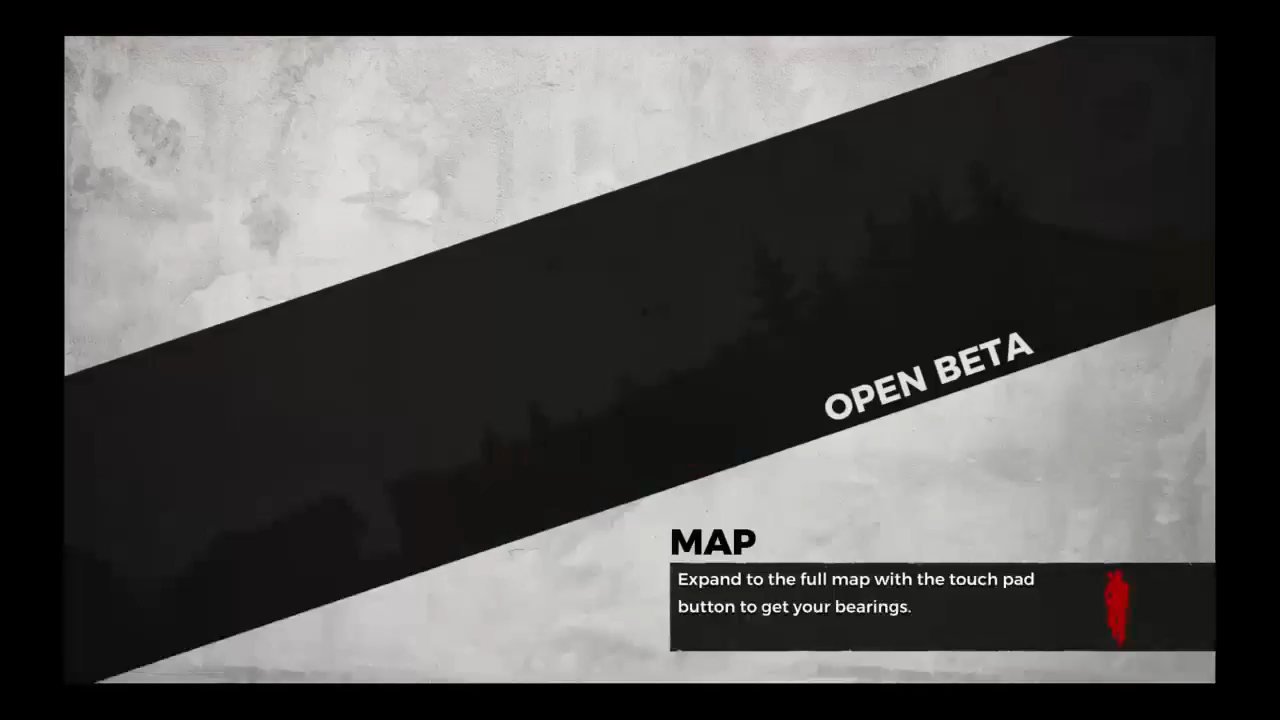 OPEN BETA
MAP
Expand to the full map with the touch pad
button to get your bearings.